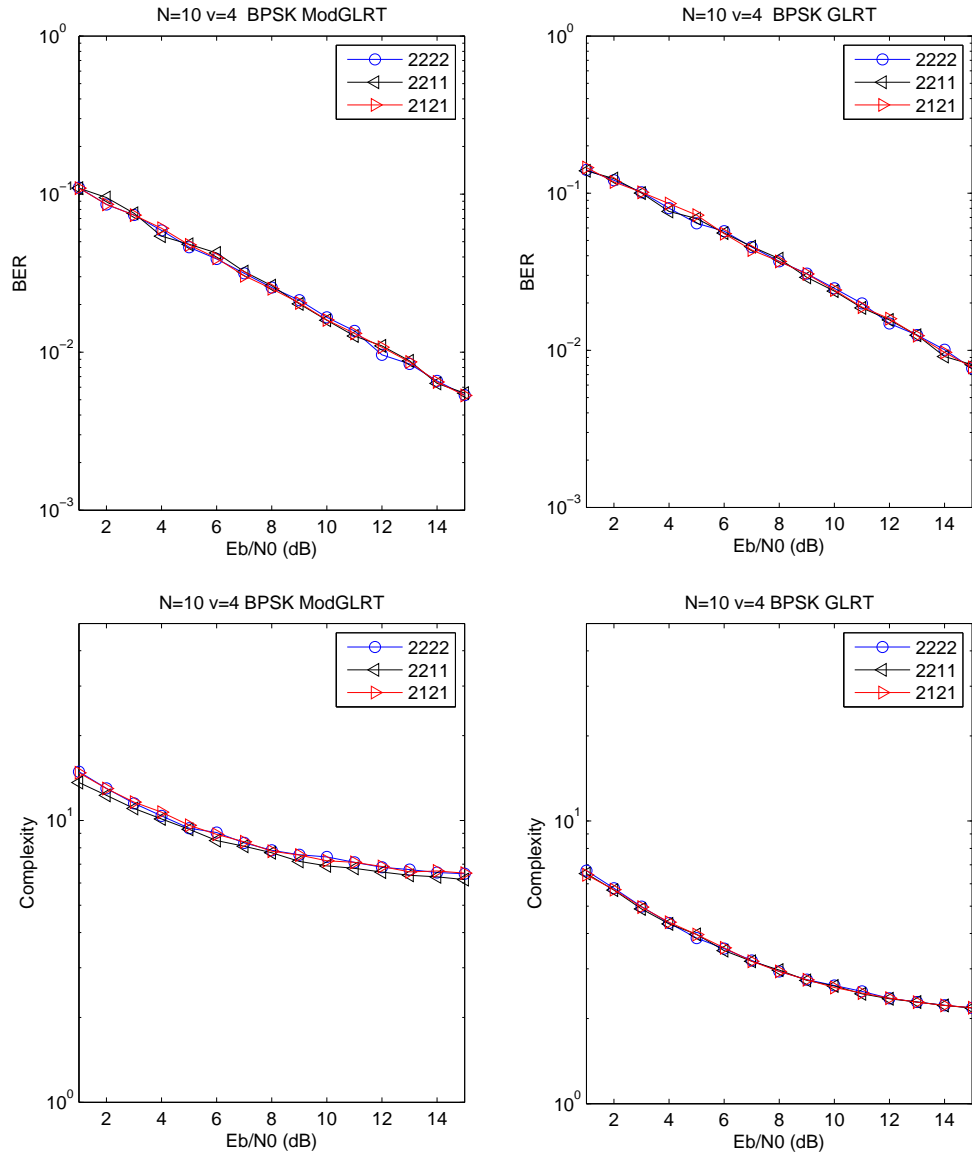 N=10 v=4  BPSK ModGLRT
10^0
10^-1
10^-2
10^-3
BER
2 4 6 8 10 12 14
Eb/N0 (dB)
2222
2211
2121
N=10 v=4  BPSK GLRT
10^0
10^-1
10^-2
10^-3
BER
2 4 6 8 10 12 14
Eb/N0 (dB)
2222
2211
2121
N=10 v=4 BPSK ModGLRT
10^1
10^0
Complexity
2 4 6 8 10 12 14
Eb/N0 (dB)
2222
2211
2121
N=10 v=4 BPSK GLRT
10^1
10^0
Complexity
2 4 6 8 10 12 14
Eb/N0 (dB)
2222
2211
2121